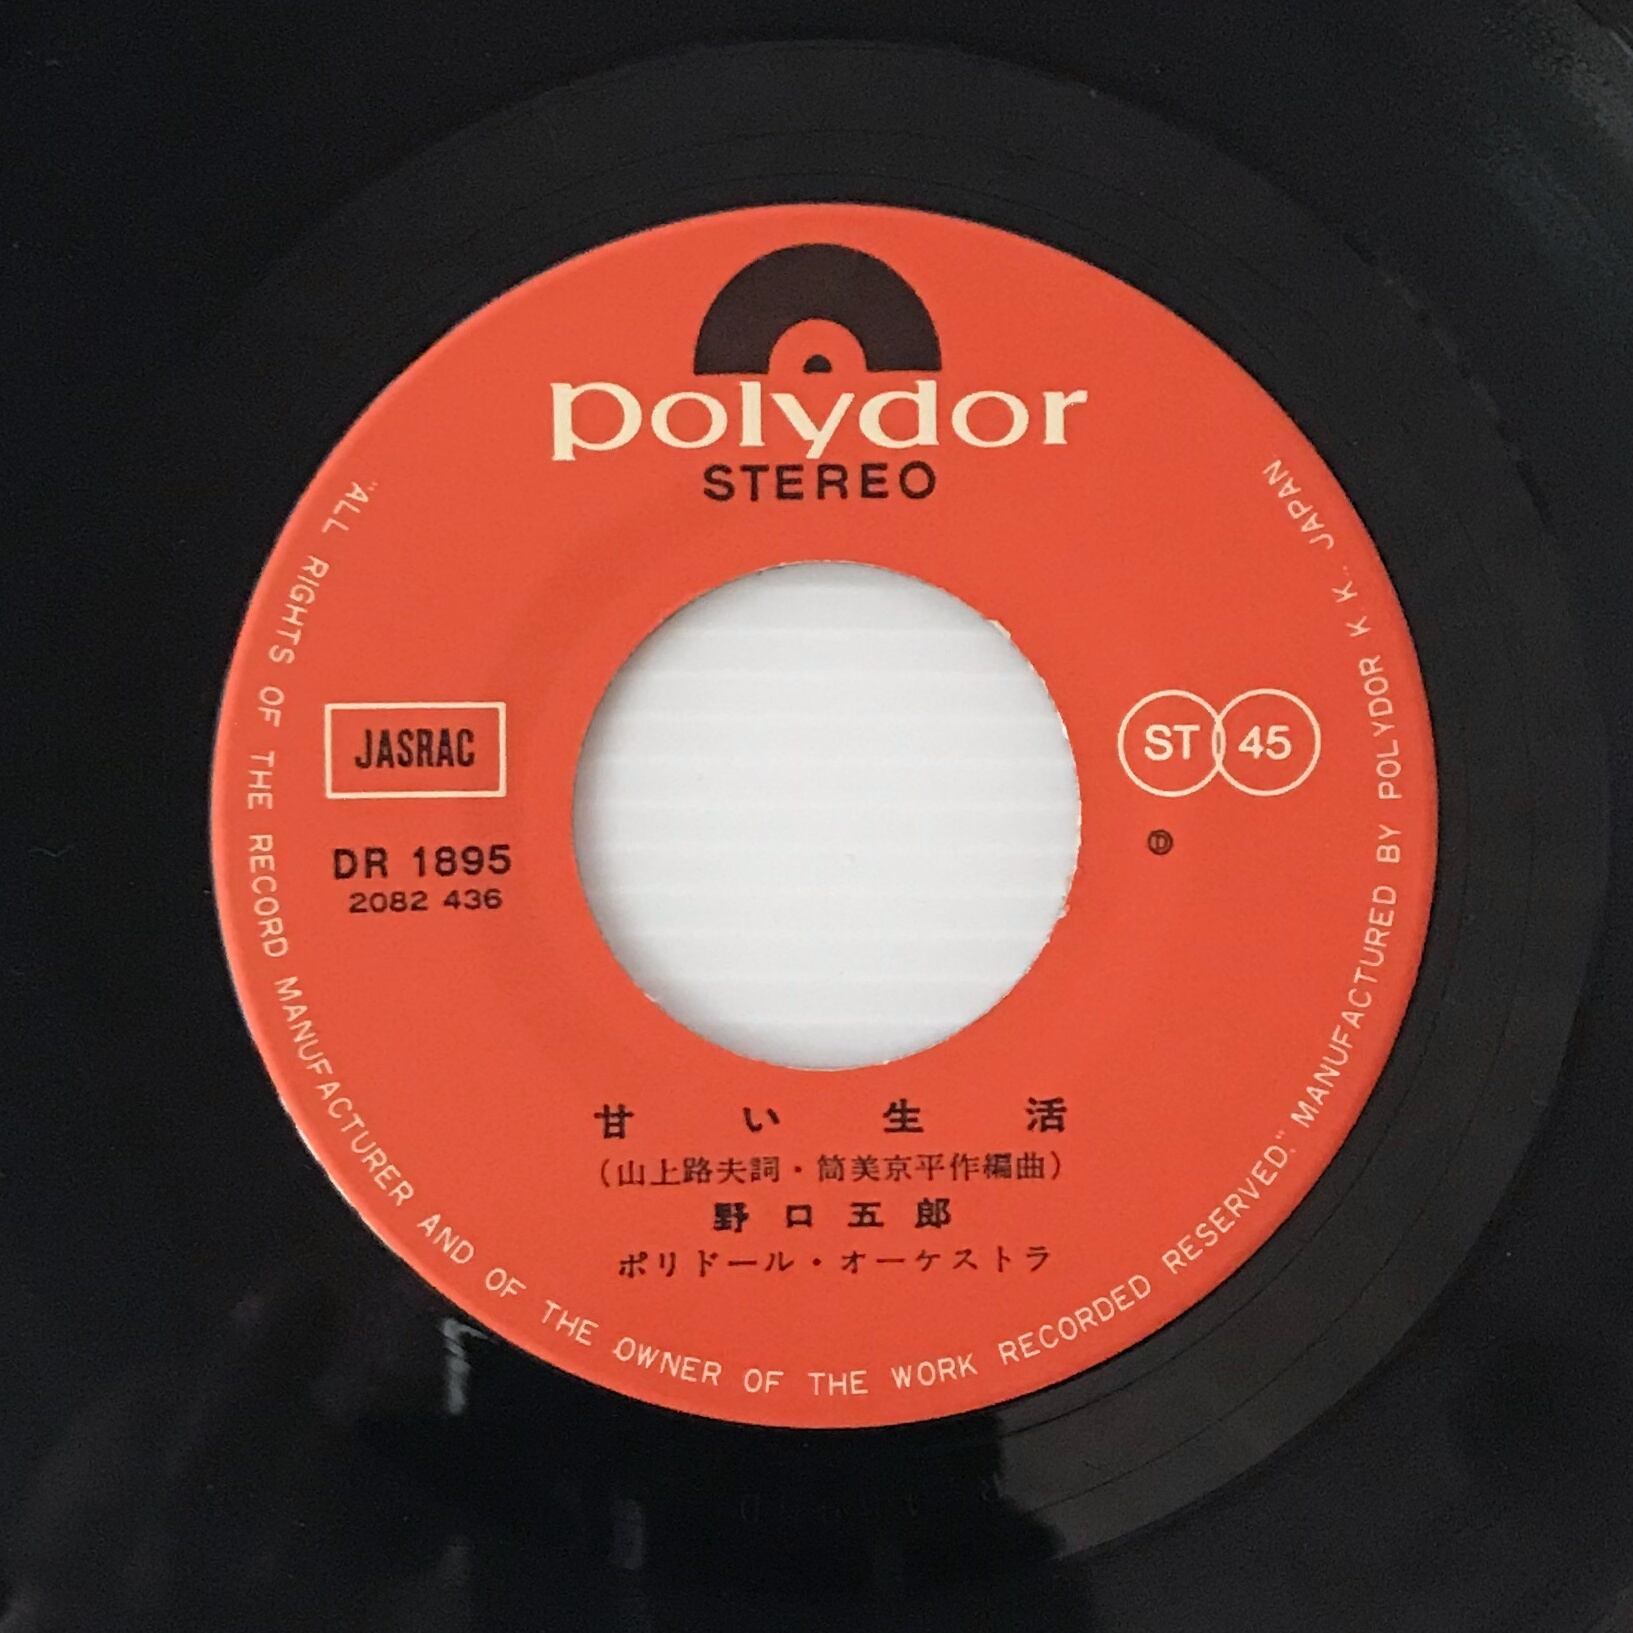 polydor
STEREO
JASRAC
ST 45
DR 1895
2082 436
Ⓓ
甘い生活
(山上路夫詞・筒美京平作編曲)
野口五郎
ポリドール・オーケストラ
"ALL RIGHTS OF THE RECORD MANUFACTURER AND OF THE OWNER OF THE WORK RECORDED RESERVED." MANUFACTURED BY POLYDOR K K., JAPAN